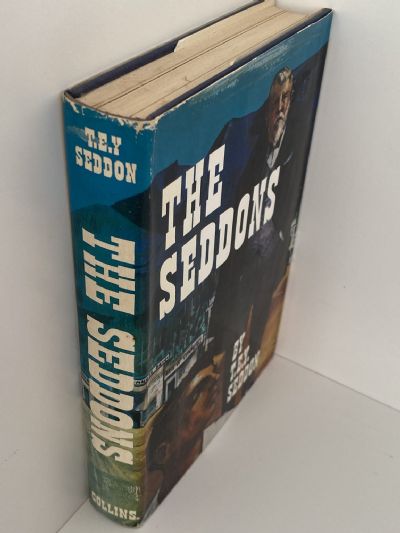 T.E.Y
SEDDON
THE SEDDONS
COLLINS.
THE
SEDDONS
BY
T.E.Y.
SEDDON